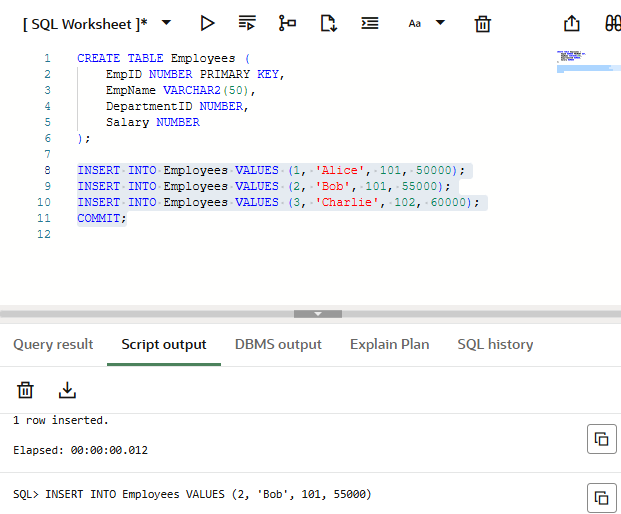 [ SQL Worksheet ]*
Aa
1 CREATE TABLE Employees (
2 EmpID NUMBER PRIMARY KEY,
3 EmpName VARCHAR2(50),
4 DepartmentID NUMBER,
5 Salary NUMBER
6 );
7
8 INSERT INTO Employees VALUES (1, 'Alice', 101, 50000);
9 INSERT INTO Employees VALUES (2, 'Bob', 101, 55000);
10 INSERT INTO Employees VALUES (3, 'Charlie', 102, 60000);
11 COMMIT;
12
Query result Script output DBMS output Explain Plan SQL history
1 row inserted.
Elapsed: 00:00:00.012
SQL> INSERT INTO Employees VALUES (2, 'Bob', 101, 55000)